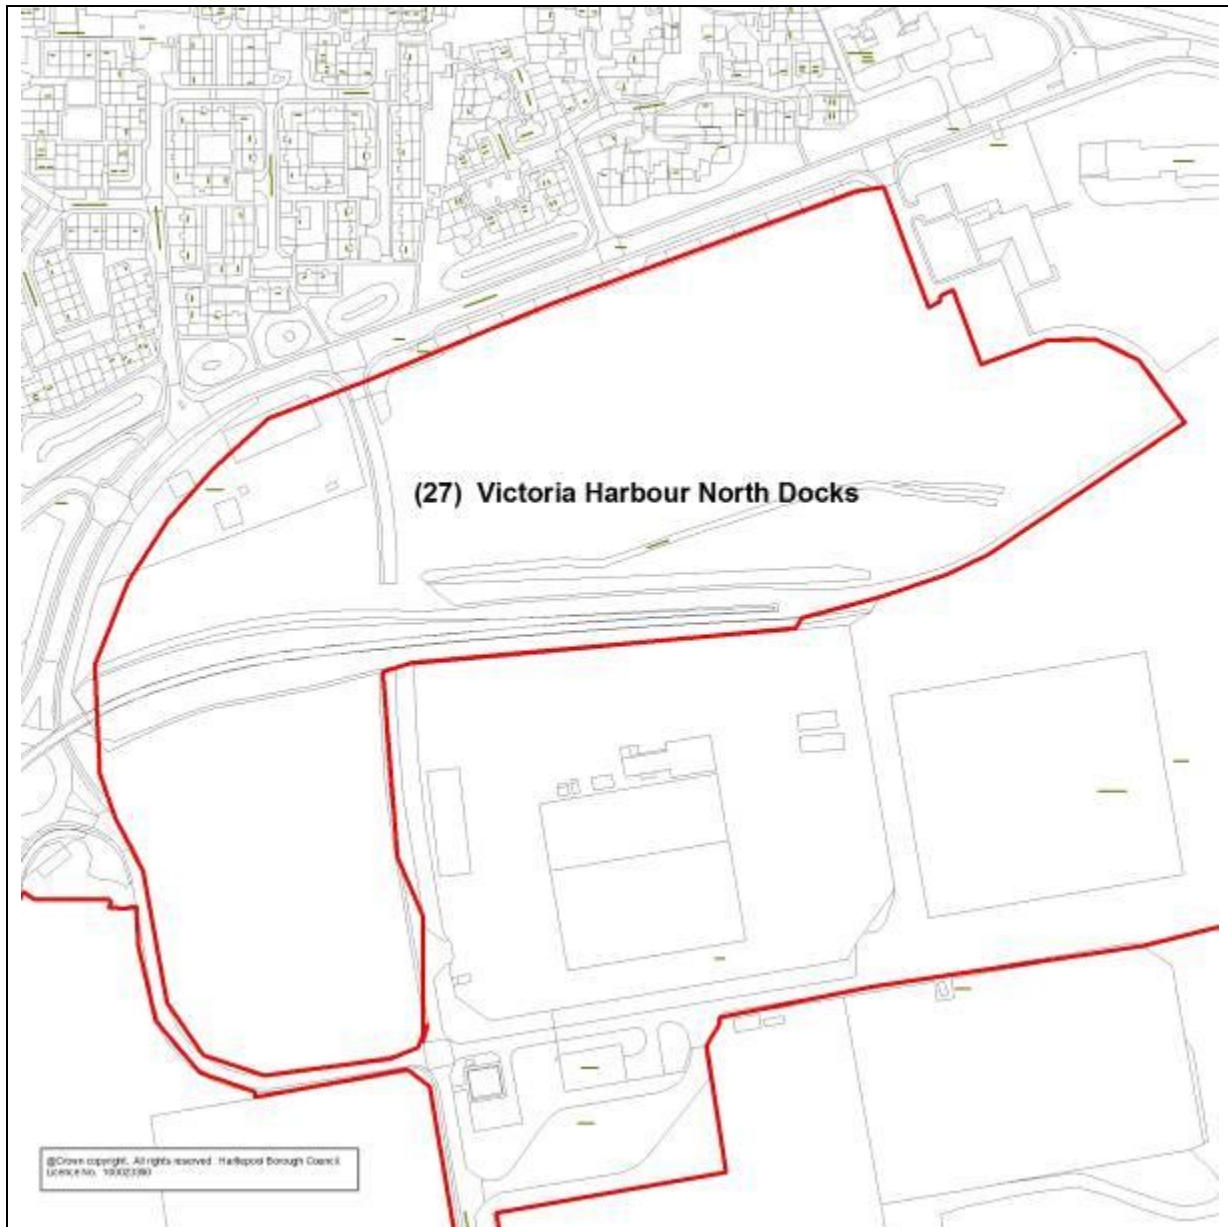 (27) Victoria Harbour North Docks
@Crown copyright. All rights reserved. Hartlepool Borough Council.
Licence No. 100023390